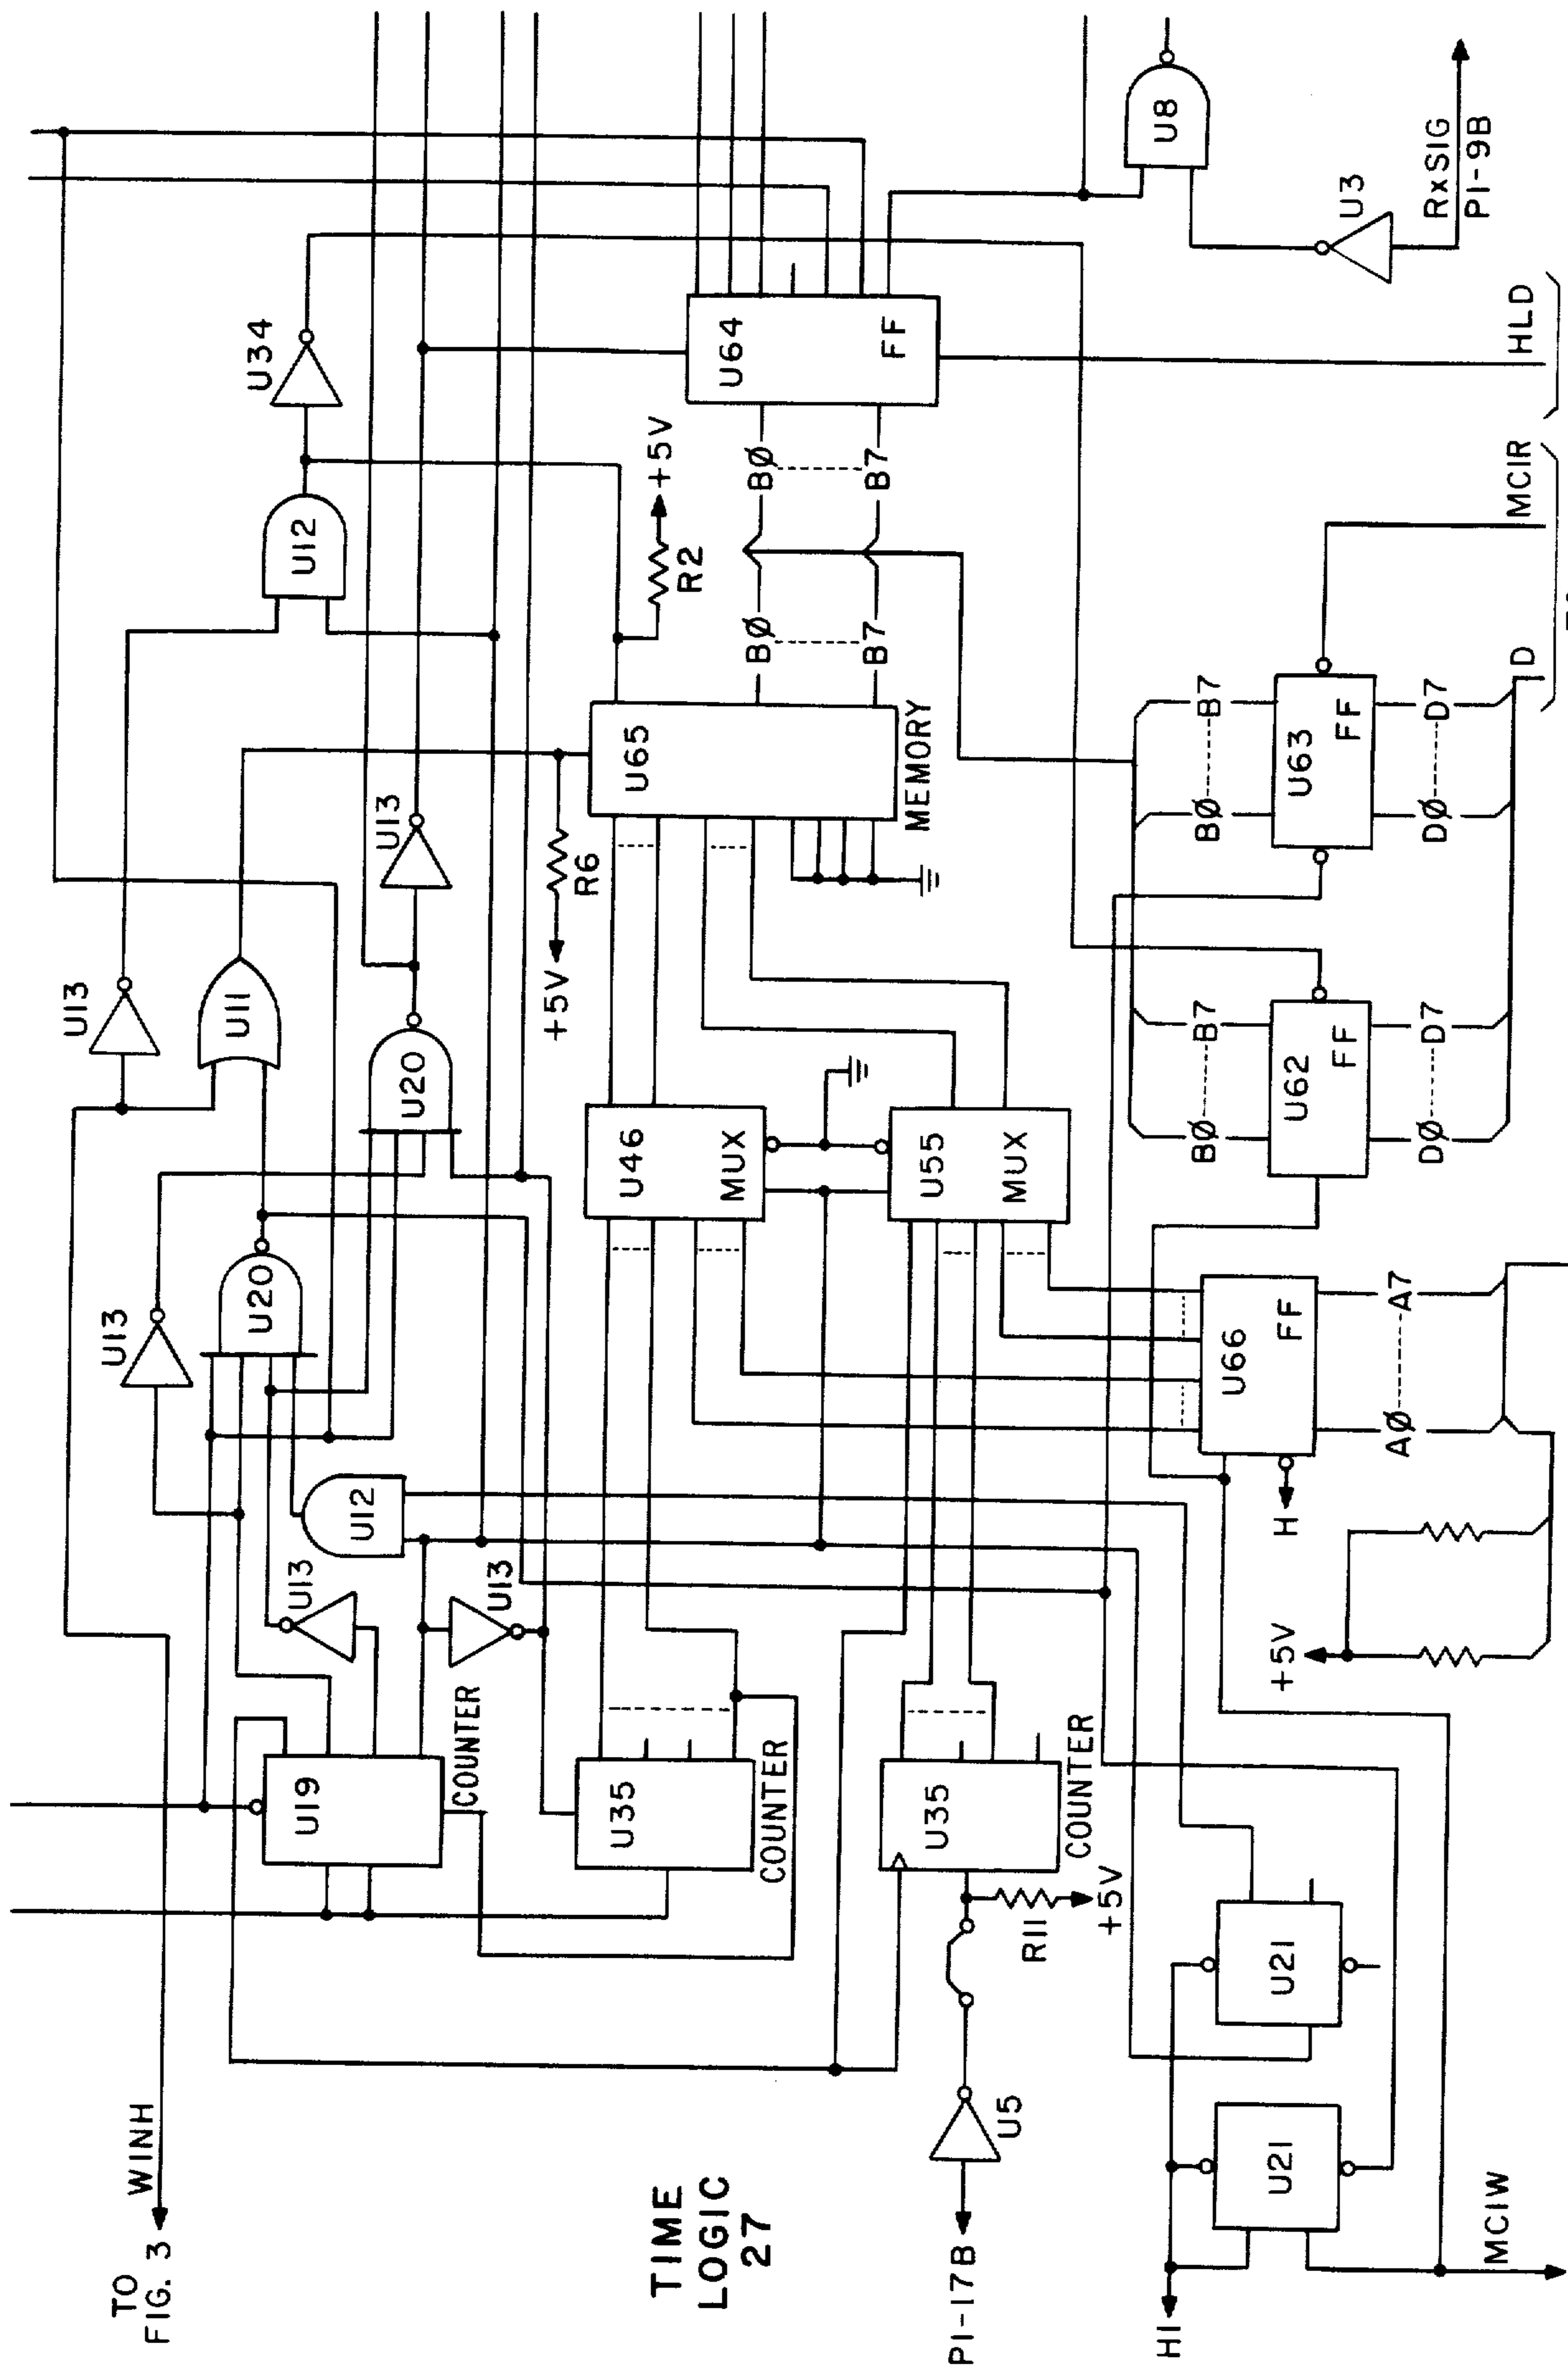 TO
FIG. 3
WINH
U13
U13
U11
U12
U34
U20
U13
U12
U20
U13
U13
U19
COUNTER
+5V
R6
R2
+5V
U35
COUNTER
U46
MUX
U65
MEMORY
BØ
B7
BØ
B7
U64
FF
TIME
LOGIC
27
P1-17B
U5
R11
+5V
U35
COUNTER
U55
MUX
U8
U3
RxSIG
P1-9B
H1
U21
U21
MC1W
+5V
H
U66
FF
AØ
A7
BØ
B7
U62
FF
DØ
D7
BØ
B7
U63
FF
DØ
D7
D
MC1R
HLD